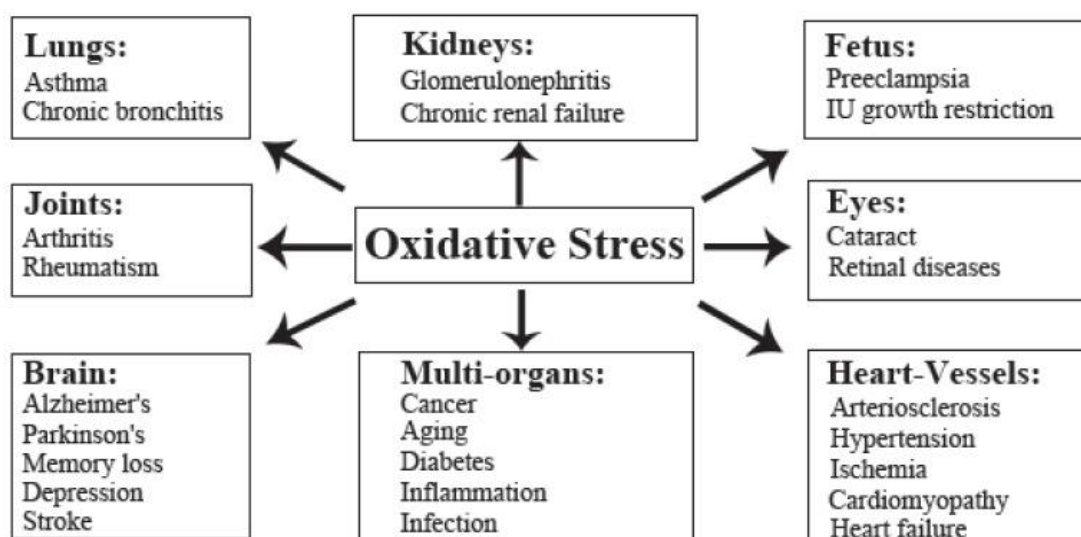 Lungs:
Asthma
Chronic bronchitis
Kidneys:
Glomerulonephritis
Chronic renal failure
Fetus:
Preeclampsia
IU growth restriction
Joints:
Arthritis
Rheumatism
Oxidative Stress
Eyes:
Cataract
Retinal diseases
Brain:
Alzheimer's
Parkinson's
Memory loss
Depression
Stroke
Multi-organs:
Cancer
Aging
Diabetes
Inflammation
Infection
Heart-Vessels:
Arteriosclerosis
Hypertension
Ischemia
Cardiomyopathy
Heart failure